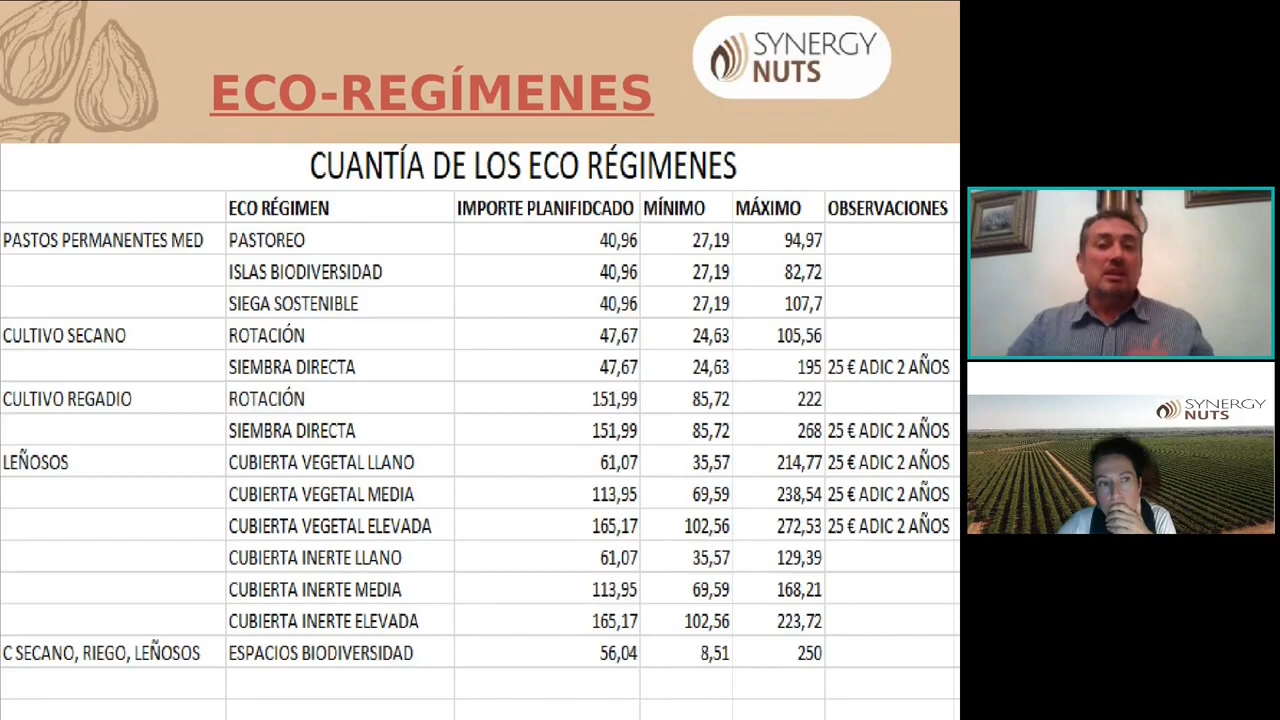 ECO-REGÍMENES
SYNERGY
NUTS
CUANTÍA DE LOS ECO RÉGIMENES
ECO RÉGIMEN IMPORTE PLANIFIDCADO MÍNIMO MÁXIMO OBSERVACIONES
PASTOS PERMANENTES MED PASTOREO 40,96 27,19 94,97
ISLAS BIODIVERSIDAD 40,96 27,19 82,72
SIEGA SOSTENIBLE 40,96 27,19 107,7
CULTIVO SECANO ROTACIÓN 47,67 24,63 105,56
SIEMBRA DIRECTA 47,67 24,63 195 25 € ADIC 2 AÑOS
CULTIVO REGADIO ROTACIÓN 151,99 85,72 222
SIEMBRA DIRECTA 151,99 85,72 268 25 € ADIC 2 AÑOS
LEÑOSOS CUBIERTA VEGETAL LLANO 61,07 35,57 214,77 25 € ADIC 2 AÑOS
CUBIERTA VEGETAL MEDIA 113,95 69,59 238,54 25 € ADIC 2 AÑOS
CUBIERTA VEGETAL ELEVADA 165,17 102,56 272,53 25 € ADIC 2 AÑOS
CUBIERTA INERTE LLANO 61,07 35,57 129,39
CUBIERTA INERTE MEDIA 113,95 69,59 168,21
CUBIERTA INERTE ELEVADA 165,17 102,56 223,72
C SECANO, RIEGO, LEÑOSOS ESPACIOS BIODIVERSIDAD 56,04 8,51 250
SYNERGY
NUTS